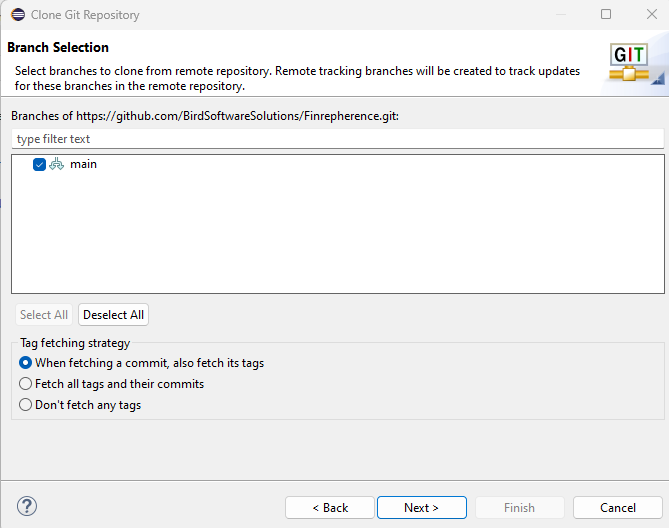 Clone Git Repository
Branch Selection
Select branches to clone from remote repository. Remote tracking branches will be created to track updates
for these branches in the remote repository.
GIT
Branches of https://github.com/BirdSoftwareSolutions/Finrepherence.git:
type filter text
main
Select All
Deselect All
Tag fetching strategy
When fetching a commit, also fetch its tags
Fetch all tags and their commits
Don't fetch any tags
?
< Back
Next >
Finish
Cancel